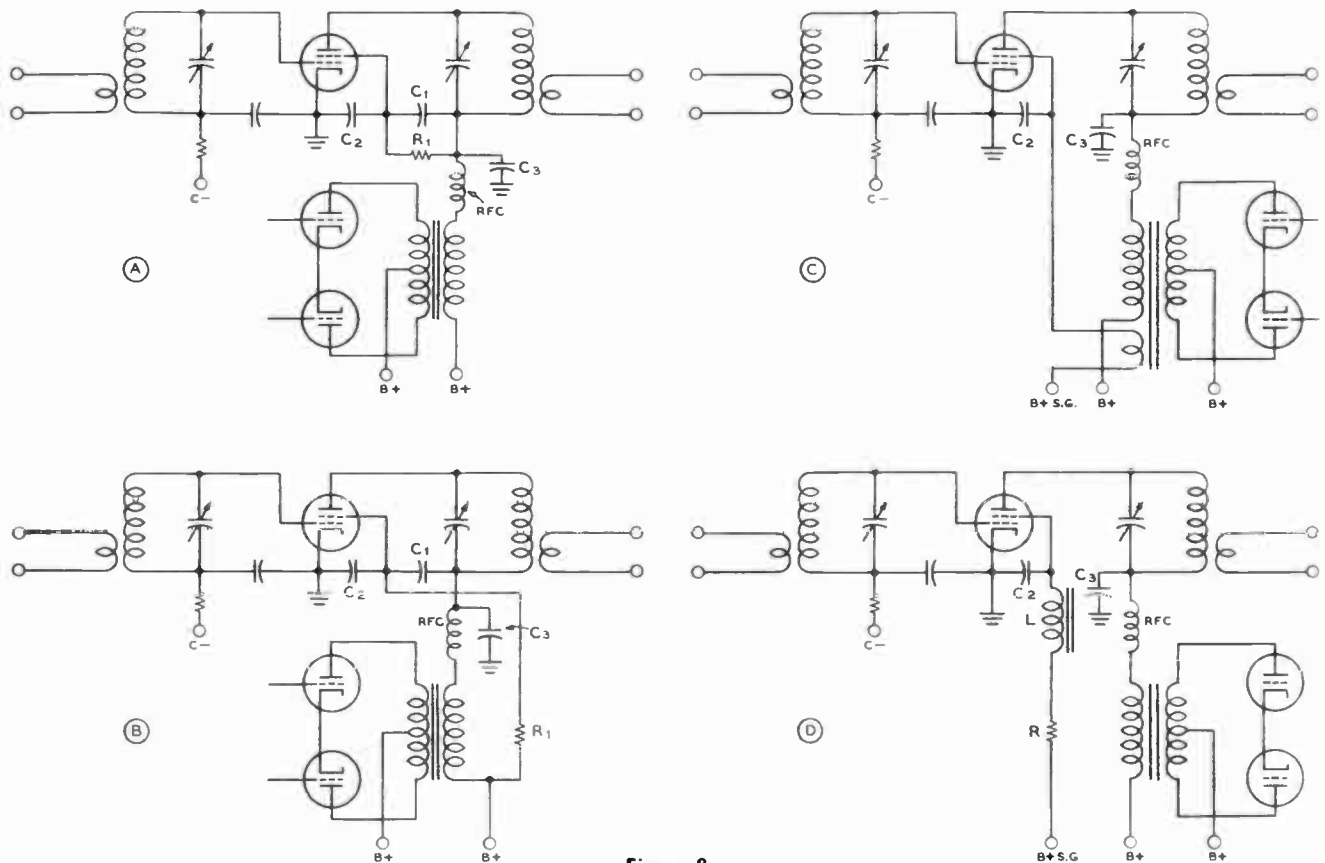 C₁
C₂
R₁
C₃
C–
RFC
A
B+
B+
C₂
C₃
RFC
C–
C
B+ S.G.
B+
B+
C₁
C₂
RFC
C₃
C–
B
R₁
B+
B+
C₂
C₃
L
RFC
C–
R
D
B+ S.G
B+
B+